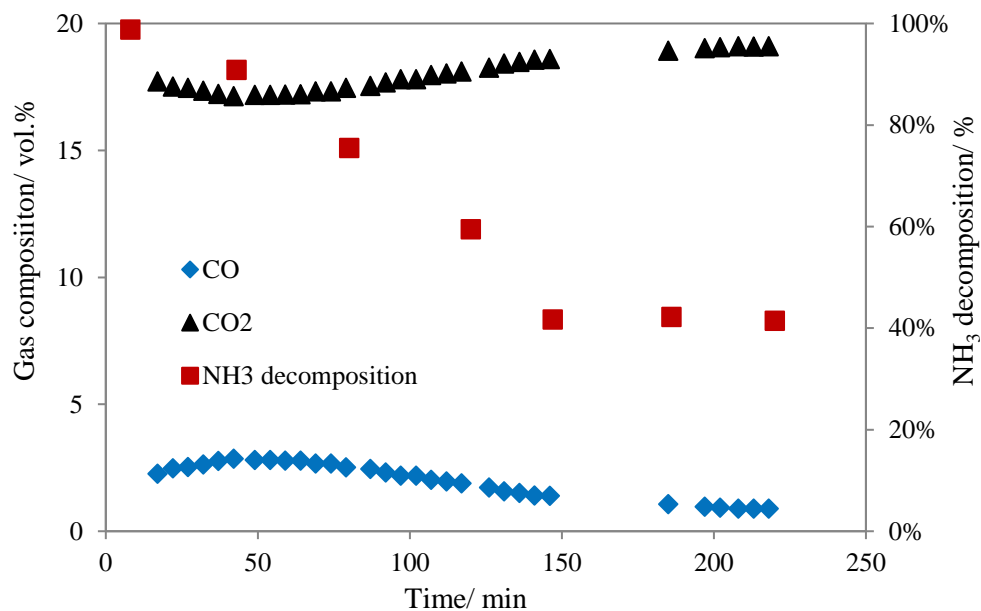 Gas composiiton/ vol.%
20
15
10
5
0
CO
CO2
NH3 decomposition
100%
80%
60%
40%
20%
0%
NH₃ decomposition/ %
0 50 100 150 200 250
Time/ min